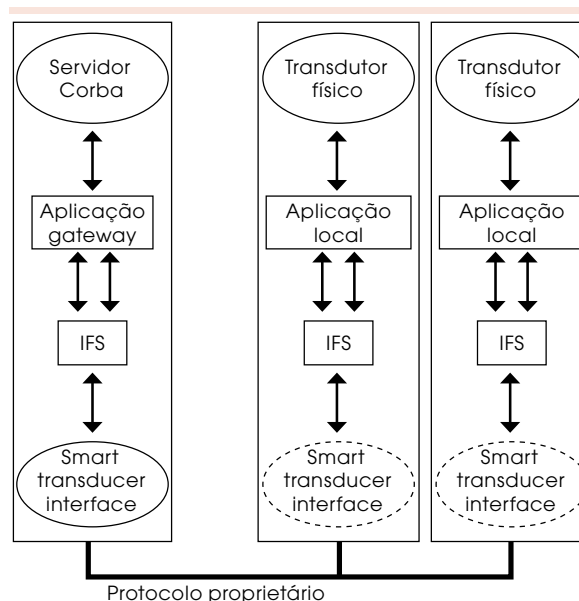 Servidor
Corba
Aplicação
gateway
IFS
Smart
transducer
interface
Transdutor
físico
Aplicação
local
IFS
Smart
transducer
interface
Transdutor
físico
Aplicação
local
IFS
Smart
transducer
interface
Protocolo proprietário